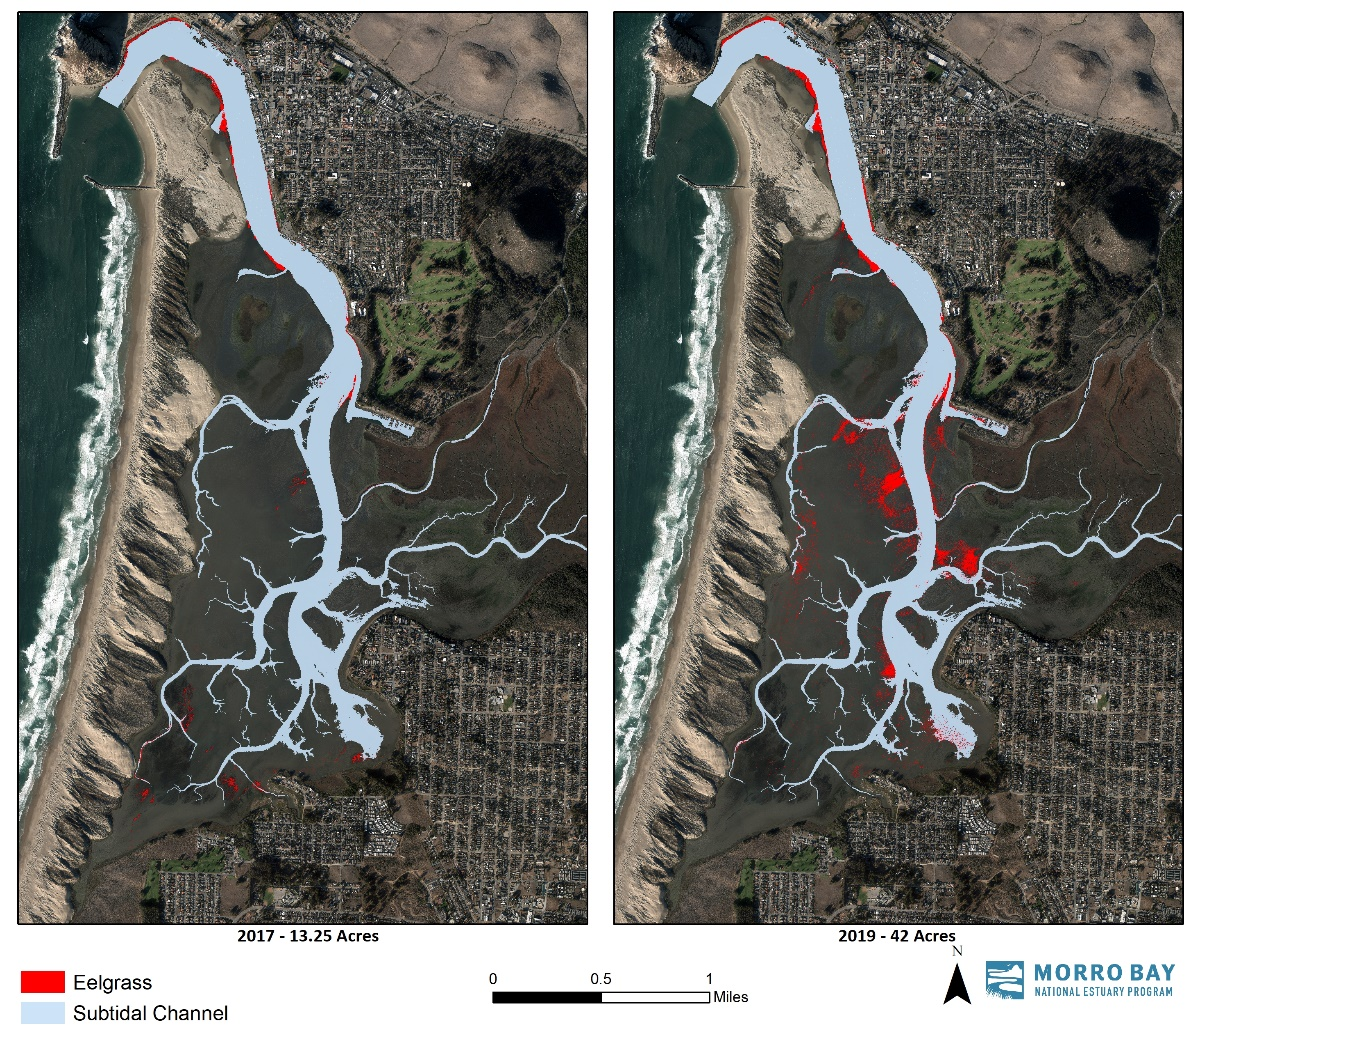 2017 - 13.25 Acres
2019 - 42 Acres
Eelgrass
Subtidal Channel
0 0.5 1
Miles
N
MORRO BAY
NATIONAL ESTUARY PROGRAM